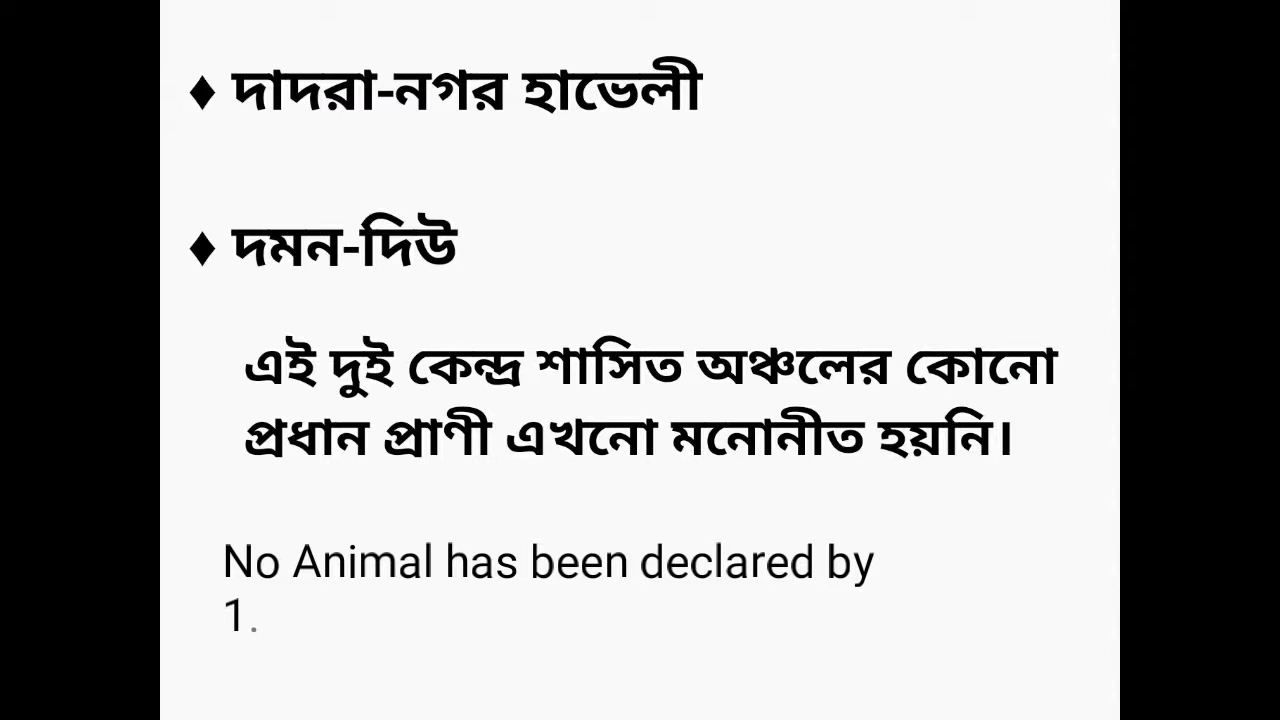 ♦ দাদরা-নগর হাভেলী
♦ দমন-দিউ
এই দুই কেন্দ্র শাসিত অঞ্চলের কোনো
প্রধান প্রাণী এখনো মনোনীত হয়নি।
No Animal has been declared by
1.